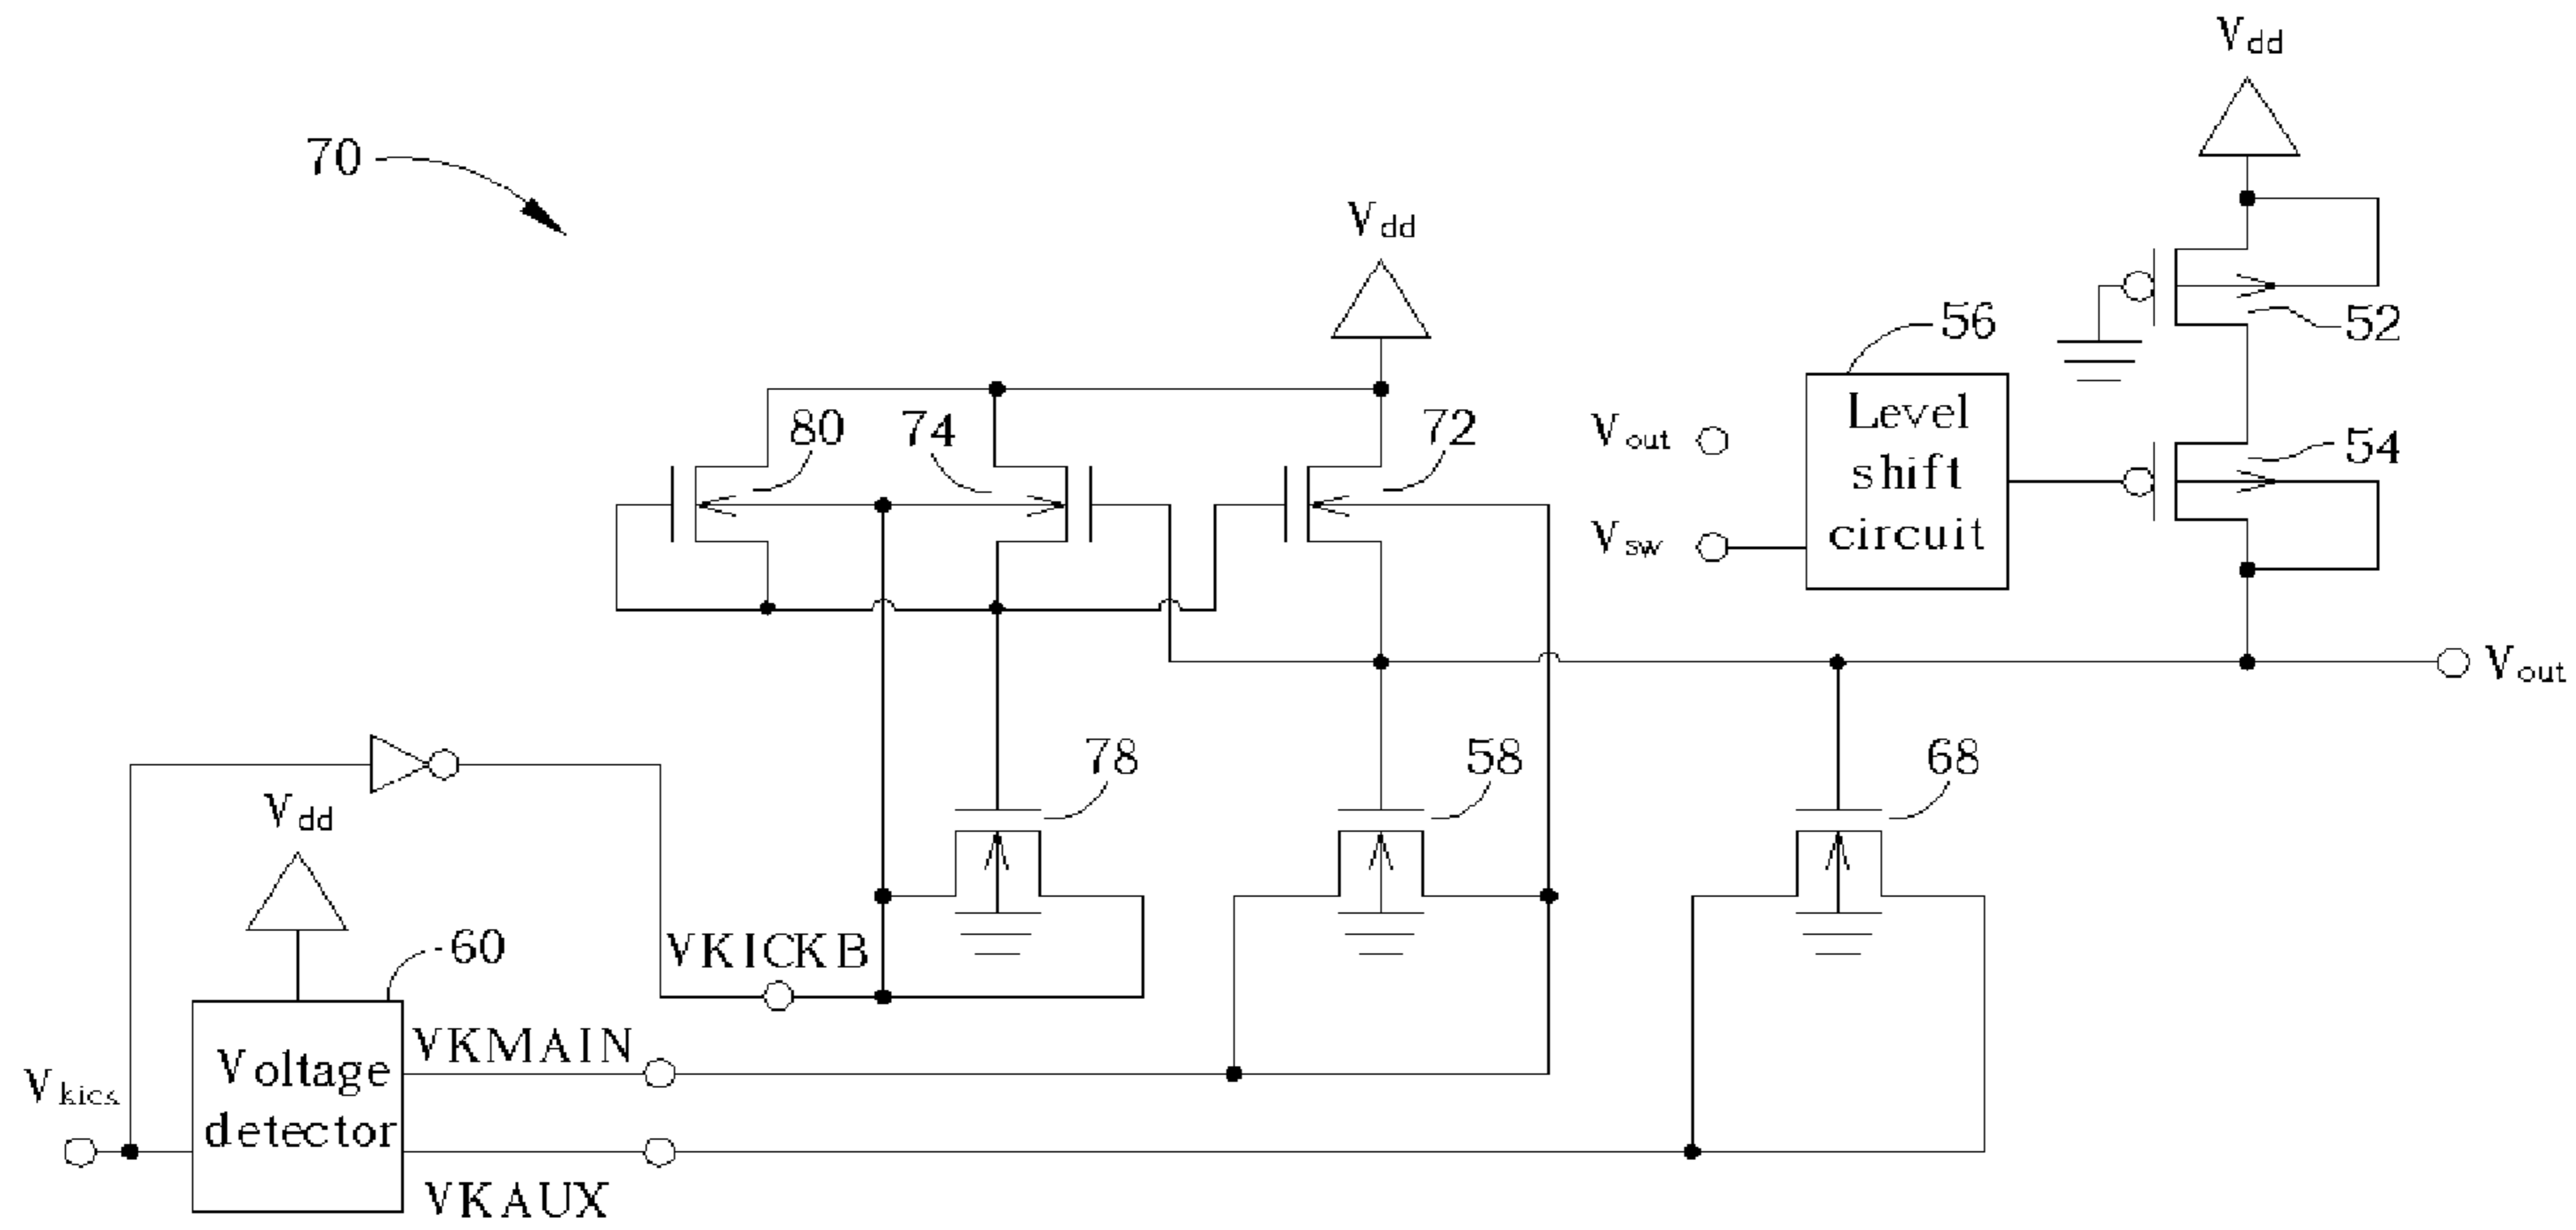 Vdd
70
Vdd
56
52
80
74
72
Vout
Level
shift
circuit
54
Vsw
Vout
Vdd
78
58
68
60
VKICKB
VKMAIN
Voltage
detector
Vkick
VKAUX